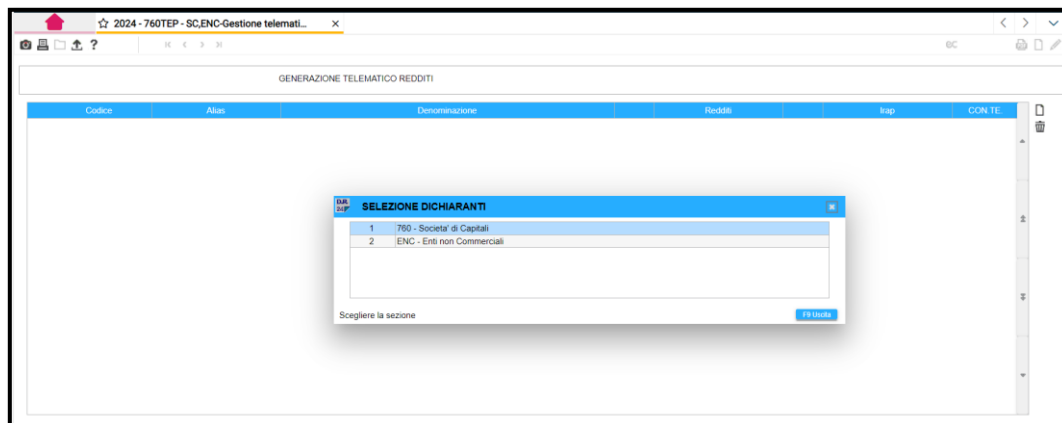 2024 - 760TEP - SC,ENC-Gestione telemati...
GENERAZIONE TELEMATICO REDDITI
Codice Alias Denominazione Redditi Irap CON.TE.
SELEZIONE DICHIARANTI
1 760 - Societa' di Capitali
2 ENC - Enti non Commerciali
Scegliere la sezione F9 Uscita